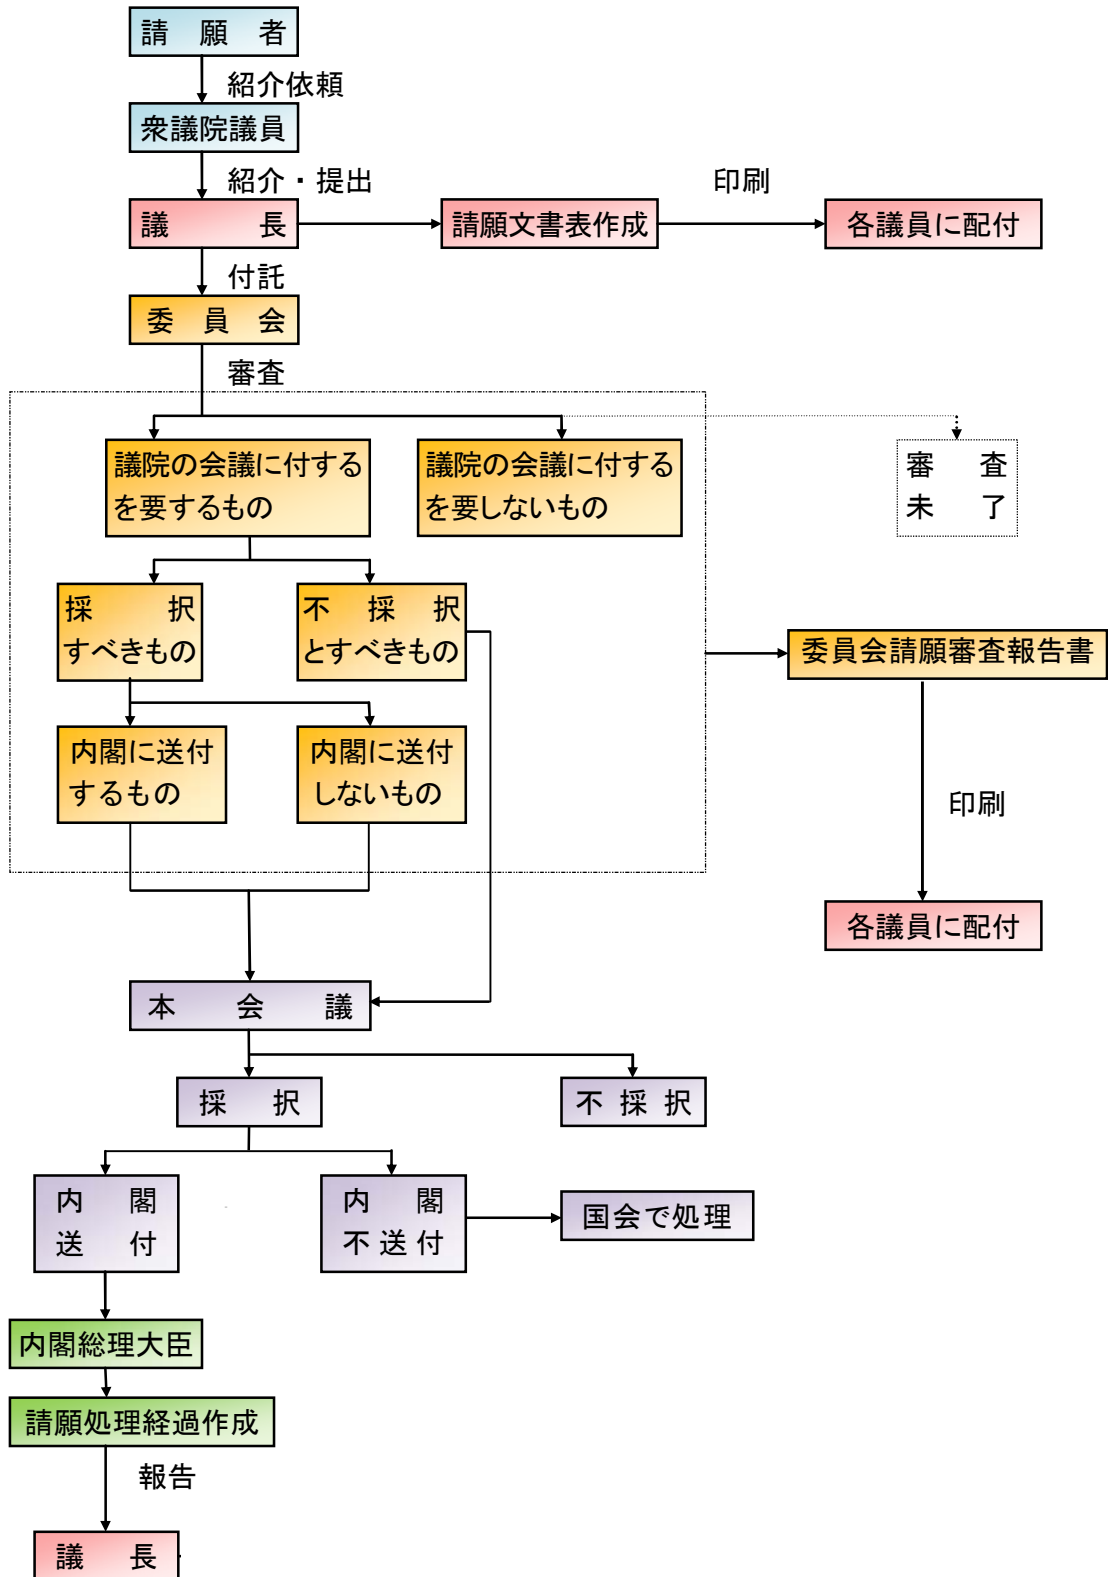 請願者
紹介依頼
衆議院議員
紹介・提出
印刷
議長
請願文書表作成
各議員に配付
付託
委員会
審査
議院の会議に付する
を要するもの
議院の会議に付する
を要しないもの
審査
未了
採択
すべきもの
不採択
とすべきもの
委員会請願審査報告書
内閣に送付
するもの
内閣に送付
しないもの
印刷
各議員に配付
本会議
採択
不採択
内閣
送付
内閣
不送付
国会で処理
内閣総理大臣
請願処理経過作成
報告
議長